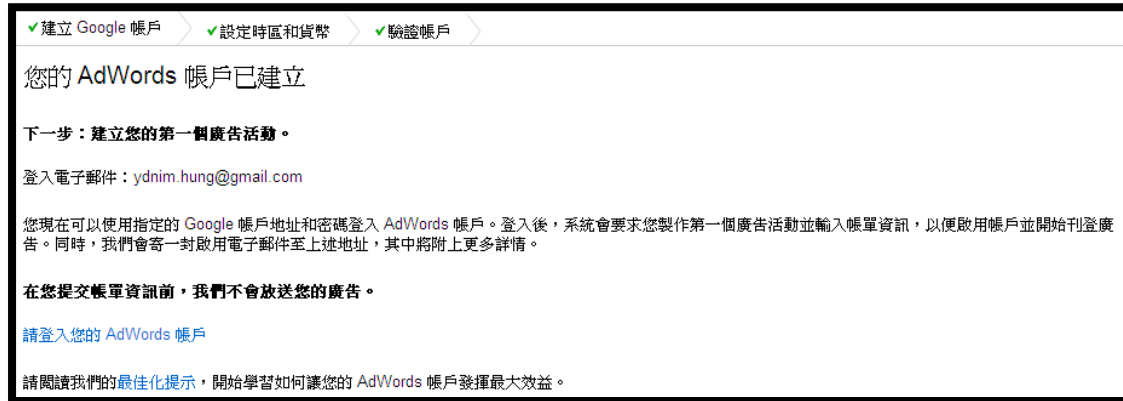 ✓建立 Google 帳戶 ✓設定時區和貨幣 ✓驗證帳戶
您的 AdWords 帳戶已建立
下一步：建立您的第一個廣告活動。
登入電子郵件：ydnim.hung@gmail.com
您現在可以使用指定的 Google 帳戶地址和密碼登入 AdWords 帳戶。登入後，系統會要求您製作第一個廣告活動並輸入帳單資訊，以便啟用帳戶並開始刊登廣
告。同時，我們會寄一封啟用電子郵件至上述地址，其中將附上更多詳情。
在您提交帳單資訊前，我們不會放送您的廣告。
請登入您的 AdWords 帳戶
請閱讀我們的最佳化提示，開始學習如何讓您的 AdWords 帳戶發揮最大效益。